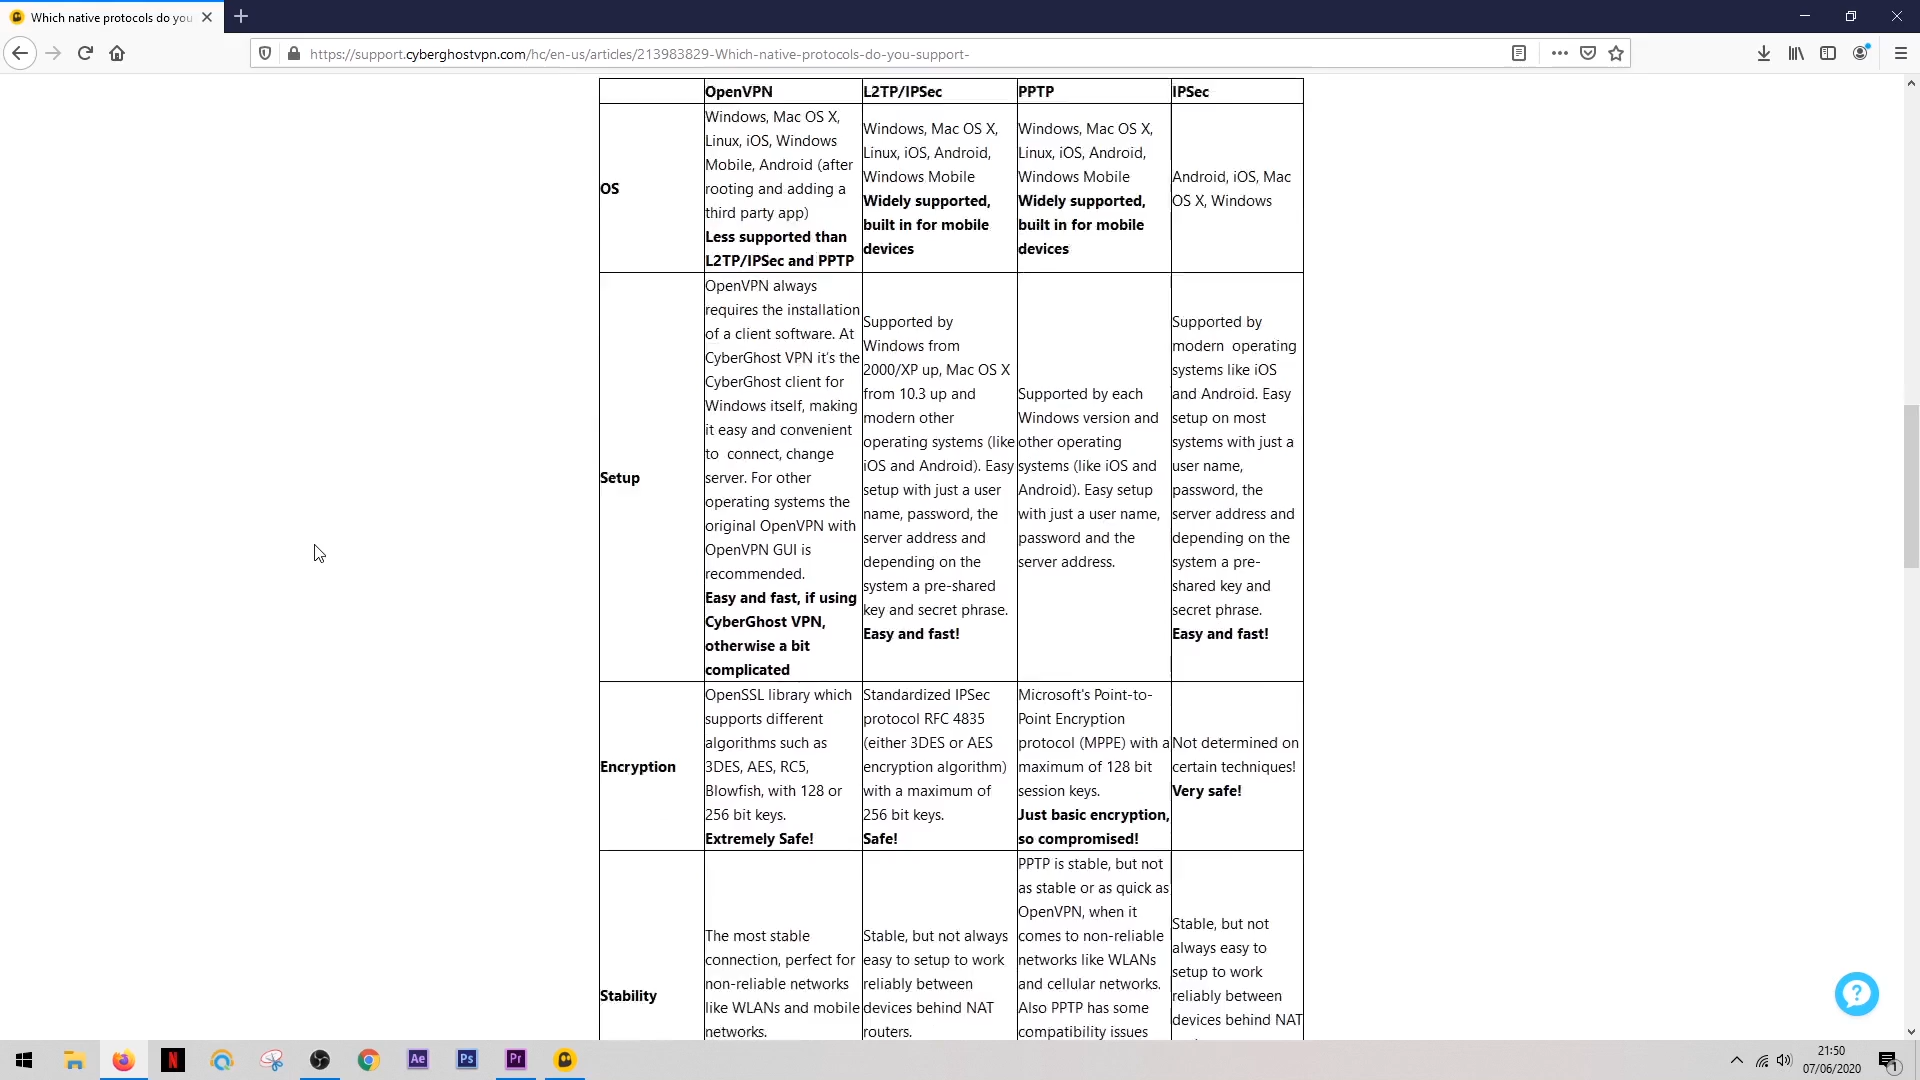 Which native protocols do you
https://support.cyberghostvpn.com/hc/en-us/articles/213983829-Which-native-protocols-do-you-support-
OpenVPN
L2TP/IPSec
PPTP
IPSec
OS
Windows, Mac OS X,
Linux, iOS, Windows
Mobile, Android (after
rooting and adding a
third party app)
Less supported than
L2TP/IPSec and PPTP
Windows, Mac OS X,
Linux, iOS, Android,
Windows Mobile
Widely supported,
built in for mobile
devices
Windows, Mac OS X,
Linux, iOS, Android,
Windows Mobile
Widely supported,
built in for mobile
devices
Android, iOS, Mac
OS X, Windows
Setup
OpenVPN always
requires the installation
of a client software. At
CyberGhost VPN it's the
CyberGhost client for
Windows itself, making
it easy and convenient
to  connect, change
server. For other
operating systems the
original OpenVPN with
OpenVPN GUI is
recommended.
Easy and fast, if using
CyberGhost VPN,
otherwise a bit
complicated
Supported by
Windows from
2000/XP up, Mac OS X
from 10.3 up and
modern other
operating systems (like
iOS and Android). Easy
setup with just a user
name, password, the
server address and
depending on the
system a pre-shared
key and secret phrase.
Easy and fast!
Supported by each
Windows version and
other operating
systems (like iOS and
Android). Easy setup
with just a user name,
password and the
server address.
Supported by
modern  operating
systems like iOS
and Android. Easy
setup on most
systems with just a
user name,
password, the
server address and
depending on the
system a pre-
shared key and
secret phrase.
Easy and fast!
Encryption
OpenSSL library which
supports different
algorithms such as
3DES, AES, RC5,
Blowfish, with 128 or
256 bit keys.
Extremely Safe!
Standardized IPSec
protocol RFC 4835
(either 3DES or AES
encryption algorithm)
with a maximum of
256 bit keys.
Safe!
Microsoft's Point-to-
Point Encryption
protocol (MPPE) with a
maximum of 128 bit
session keys.
Just basic encryption,
so compromised!
Not determined on
certain techniques!
Very safe!
Stability
The most stable
connection, perfect for
non-reliable networks
like WLANs and mobile
networks.
Stable, but not always
easy to setup to work
reliably between
devices behind NAT
routers.
PPTP is stable, but not
as stable or as quick as
OpenVPN, when it
comes to non-reliable
networks like WLANs
and cellular networks.
Also PPTP has some
compatibility issues
Stable, but not
always easy to
setup to work
reliably between
devices behind NAT
?
N
Ae
Ps
Pr
21:50
07/06/2020
1